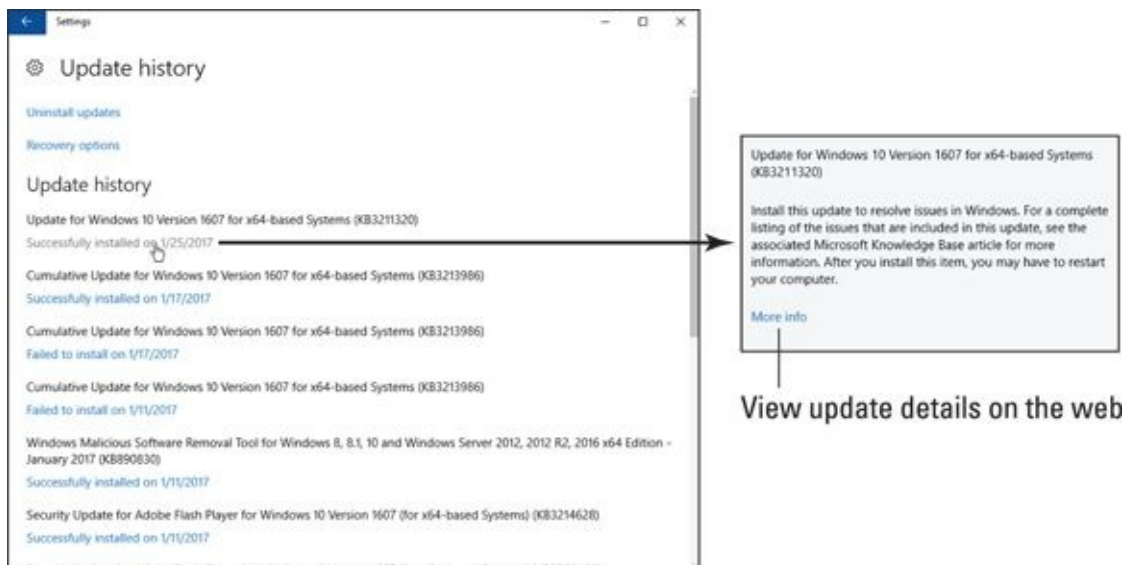 Settings
Update history
Uninstall updates
Recovery options
Update history
Update for Windows 10 Version 1607 for x64-based Systems (KB3211320)
Successfully installed on 1/25/2017
Cumulative Update for Windows 10 Version 1607 for x64-based Systems (KB3213986)
Successfully installed on 1/17/2017
Cumulative Update for Windows 10 Version 1607 for x64-based Systems (KB3213986)
Failed to install on 1/17/2017
Cumulative Update for Windows 10 Version 1607 for x64-based Systems (KB3213986)
Failed to install on 1/11/2017
Windows Malicious Software Removal Tool for Windows 8, 8.1, 10 and Windows Server 2012, 2012 R2, 2016 x64 Edition -
January 2017 (KB890830)
Successfully installed on 1/11/2017
Security Update for Adobe Flash Player for Windows 10 Version 1607 (for x64-based Systems) (KB3214628)
Successfully installed on 1/11/2017
Update for Windows 10 Version 1607 for x64-based Systems
(KB3211320)
Install this update to resolve issues in Windows. For a complete
listing of the issues that are included in this update, see the
associated Microsoft Knowledge Base article for more
information. After you install this item, you may have to restart
your computer.
More info
View update details on the web